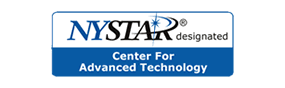 NYSTAR® designated
Center For
Advanced Technology